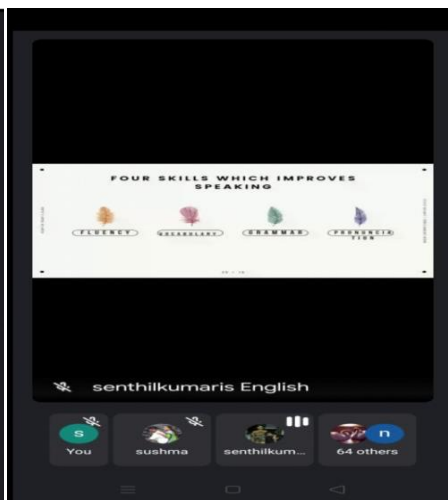 FOUR SKILLS WHICH IMPROVES
SPEAKING
FLUENCY
VOCABULARY
GRAMMAR
PRONUNCIA
TION
senthilkumaris English
s
You
sushma
senthilkum...
n
64 others